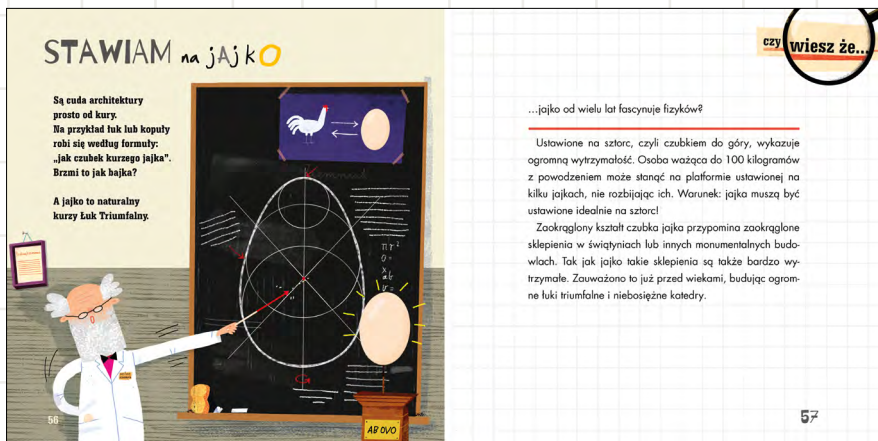 STAWIAM na jAjkO
Są cuda architektury
prosto od kury.
Na przykład łuk lub kopuły
robi się według formuły:
„jak czubek kurzego jajka”.
Brzmi to jak bajka?
A jajko to naturalny
kurzy Łuk Triumfalny.
π r²
AB OVO
56
czy wiesz że...
...jajko od wielu lat fascynuje fizyków?
Ustawione na sztorc, czyli czubkiem do góry, wykazuje
ogromną wytrzymałość. Osoba ważąca do 100 kilogramów
z powodzeniem może stanąć na platformie ustawionej na
kilku jajkach, nie rozbijając ich. Warunek: jajka muszą być
ustawione idealnie na sztorc!
Zaokrąglony kształt czubka jajka przypomina zaokrąglone
sklepienia w świątyniach lub innych monumentalnych budo-
wlach. Tak jak jajko takie sklepienia są także bardzo wy-
trzymałe. Zauważono to już przed wiekami, budując ogrom-
ne łuki triumfalne i niebosiężne katedry.
57